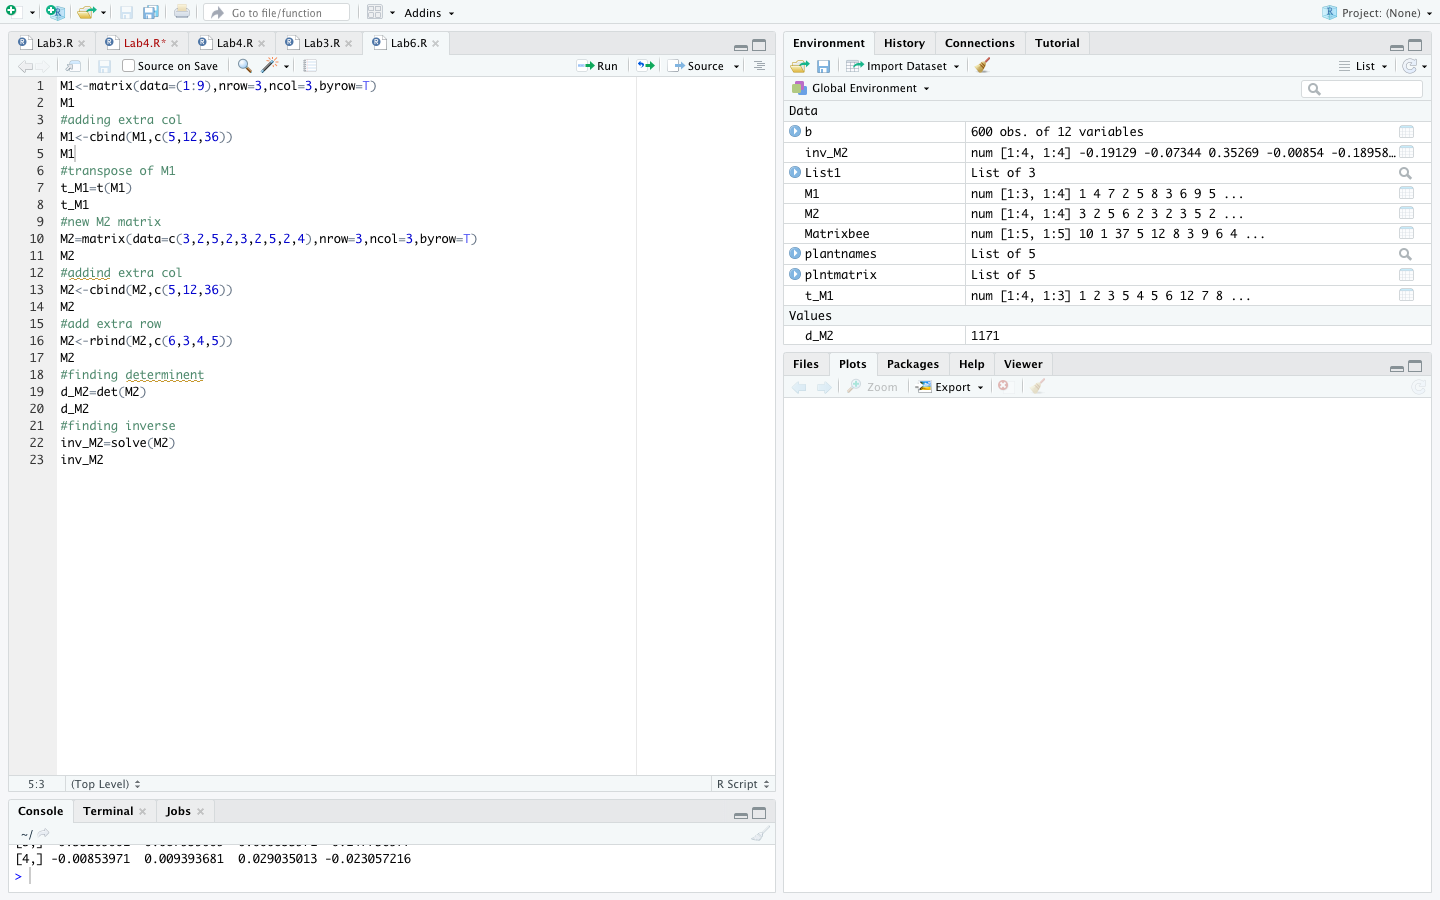 Go to file/function
Addins
Project: (None)
Lab3.R
Lab4.R*
Lab4.R
Lab3.R
Lab6.R
Source on Save
Run
Source
1 M1<-matrix(data=(1:9),nrow=3,ncol=3,byrow=T)
2 M1
3 #adding extra col
4 M1<-cbind(M1,c(5,12,36))
5 M1
6 #transpose of M1
7 t_M1=t(M1)
8 t_M1
9 #new M2 matrix
10 M2=matrix(data=c(3,2,5,2,3,2,5,2,4),nrow=3,ncol=3,byrow=T)
11 M2
12 #addind extra col
13 M2<-cbind(M2,c(5,12,36))
14 M2
15 #add extra row
16 M2<-rbind(M2,c(6,3,4,5))
17 M2
18 #finding determinent
19 d_M2=det(M2)
20 d_M2
21 #finding inverse
22 inv_M2=solve(M2)
23 inv_M2
5:3 (Top Level) R Script
Console Terminal Jobs
~/
[4,] -0.00853971 0.009393681 0.029035013 -0.023057216
>
Environment History Connections Tutorial
Import Dataset List
Global Environment
Data
b 600 obs. of 12 variables
inv_M2 num [1:4, 1:4] -0.19129 -0.07344 0.35269 -0.00854 -0.18958…
List1 List of 3
M1 num [1:3, 1:4] 1 4 7 2 5 8 3 6 9 5 ...
M2 num [1:4, 1:4] 3 2 5 6 2 3 2 3 5 2 ...
Matrixbee num [1:5, 1:5] 10 1 37 5 12 8 3 9 6 4 ...
plantnames List of 5
plntmatrix List of 5
t_M1 num [1:4, 1:3] 1 2 3 5 4 5 6 12 7 8 ...
Values
d_M2 1171
Files Plots Packages Help Viewer
Zoom Export